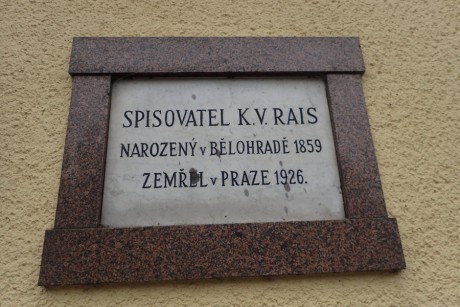 SPISOVATEL K.V. RAIS
NAROZENÝ v BĚLOHRADĚ 1859
ZEMŘEL v PRAZE 1926.